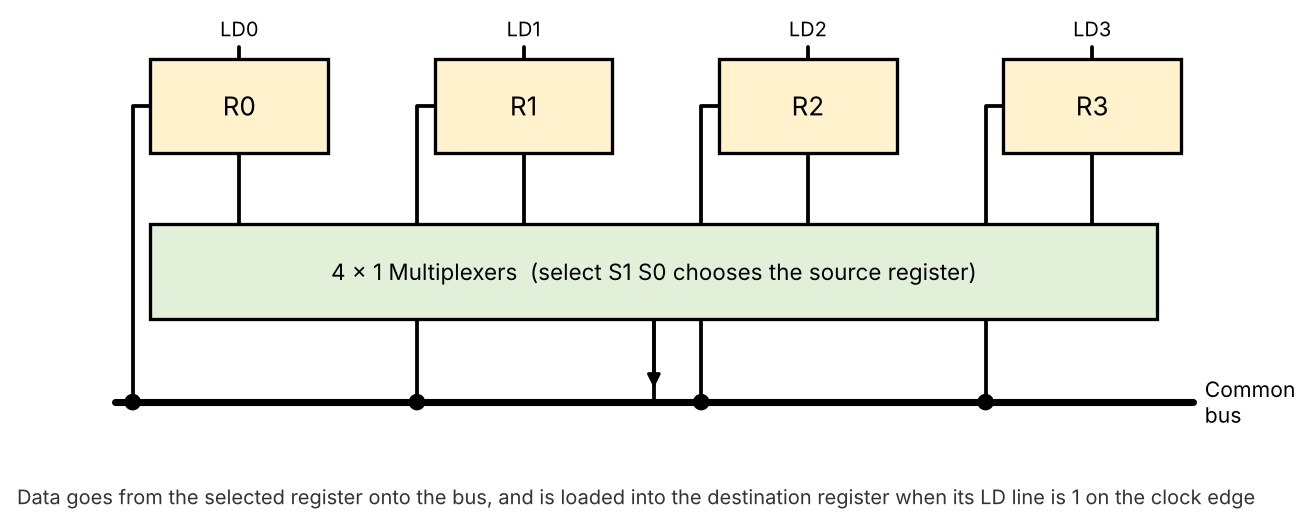 LD0 LD1 LD2 LD3
R0 R1 R2 R3
4 × 1 Multiplexers (select S1 S0 chooses the source register)
Common
bus
Data goes from the selected register onto the bus, and is loaded into the destination register when its LD line is 1 on the clock edge